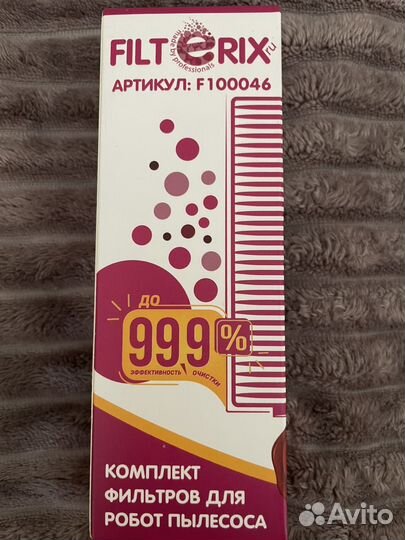 FILTERIX.ru
made by professionals
АРТИКУЛ: F100046
ДО
99,9%
ЭФФЕКТИВНОСТЬ ОЧИСТКИ
КОМПЛЕКТ
ФИЛЬТРОВ ДЛЯ
РОБОТ ПЫЛЕСОСА
Avito